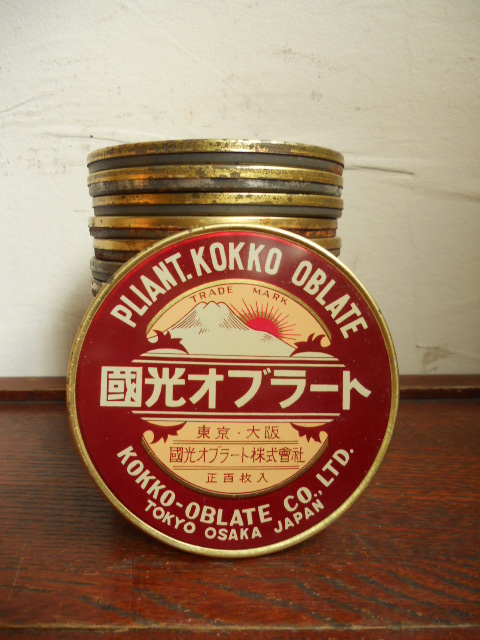 PLIANT. KOKKO OBLATE
TRADE MARK
國光オブラート
東京・大阪
國光オブラート株式會社
正百枚入
KOKKO-OBLATE CO., LTD.
TOKYO OSAKA JAPAN